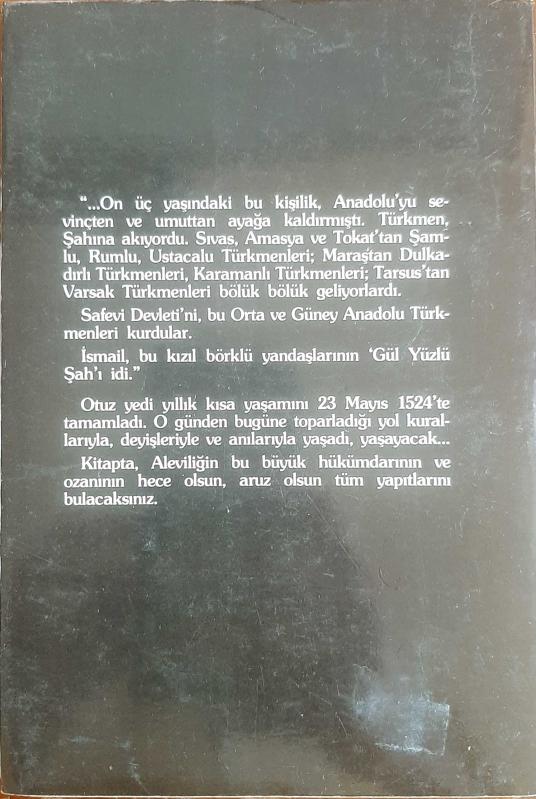 “...On üç yaşındaki bu kişilik, Anadolu’yu se-
vinçten ve umuttan ayağa kaldırmıştı. Türkmen,
Şahına akıyordu. Sıvas, Amasya ve Tokat’tan Şam-
lu, Rumlu, Ustacalu Türkmenleri; Maraştan Dulka-
dırlı Türkmenleri, Karamanlı Türkmenleri; Tarsus’tan
Varsak Türkmenleri bölük bölük geliyorlardı.
Safevi Devleti’ni, bu Orta ve Güney Anadolu Türk-
menleri kurdular.
İsmail, bu kızıl börklü yandaşlarının ‘Gül Yüzlü
Şah’ı idi.”
Otuz yedi yıllık kısa yaşamını 23 Mayıs 1524’te
tamamladı. O günden bugüne toparladığı yol kural-
larıyla, deyişleriyle ve anılarıyla yaşadı, yaşayacak...
Kitapta, Aleviliğin bu büyük hükümdarının ve
ozaninin hece olsun, aruz olsun tüm yapıtlarını
bulacaksınız.